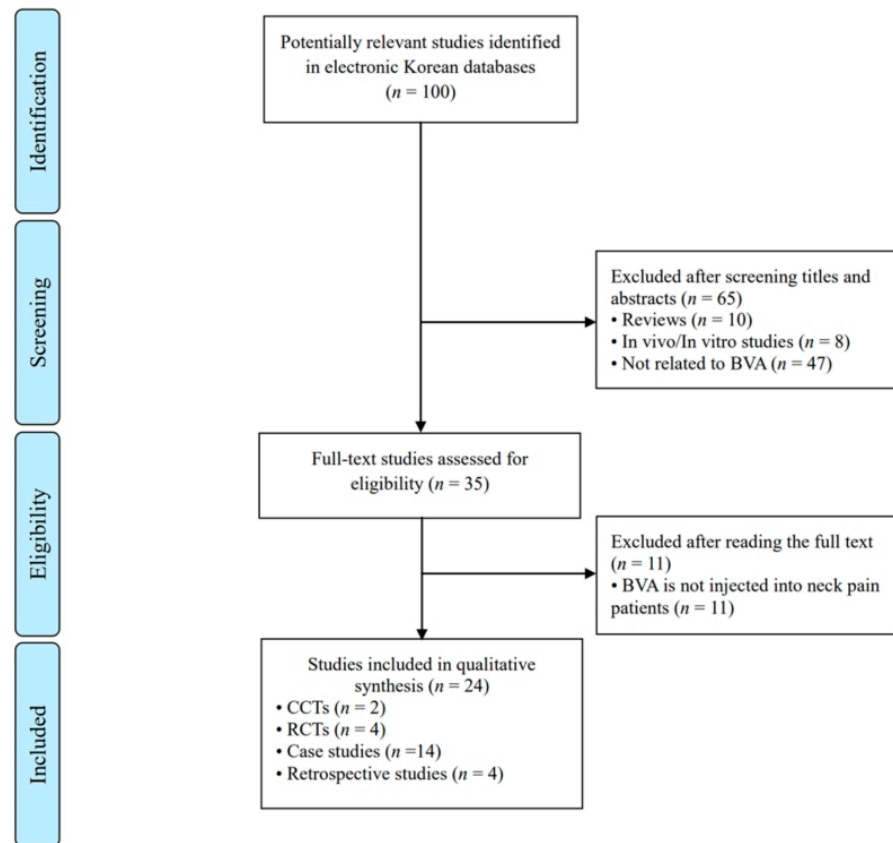 Identification
Potentially relevant studies identified
in electronic Korean databases
(n = 100)
Screening
Excluded after screening titles and
abstracts (n = 65)
• Reviews (n = 10)
• In vivo/In vitro studies (n = 8)
• Not related to BVA (n = 47)
Eligibility
Full-text studies assessed for
eligibility (n = 35)
Excluded after reading the full text
(n = 11)
• BVA is not injected into neck pain
patients (n = 11)
Included
Studies included in qualitative
synthesis (n = 24)
• CCTs (n = 2)
• RCTs (n = 4)
• Case studies (n =14)
• Retrospective studies (n = 4)